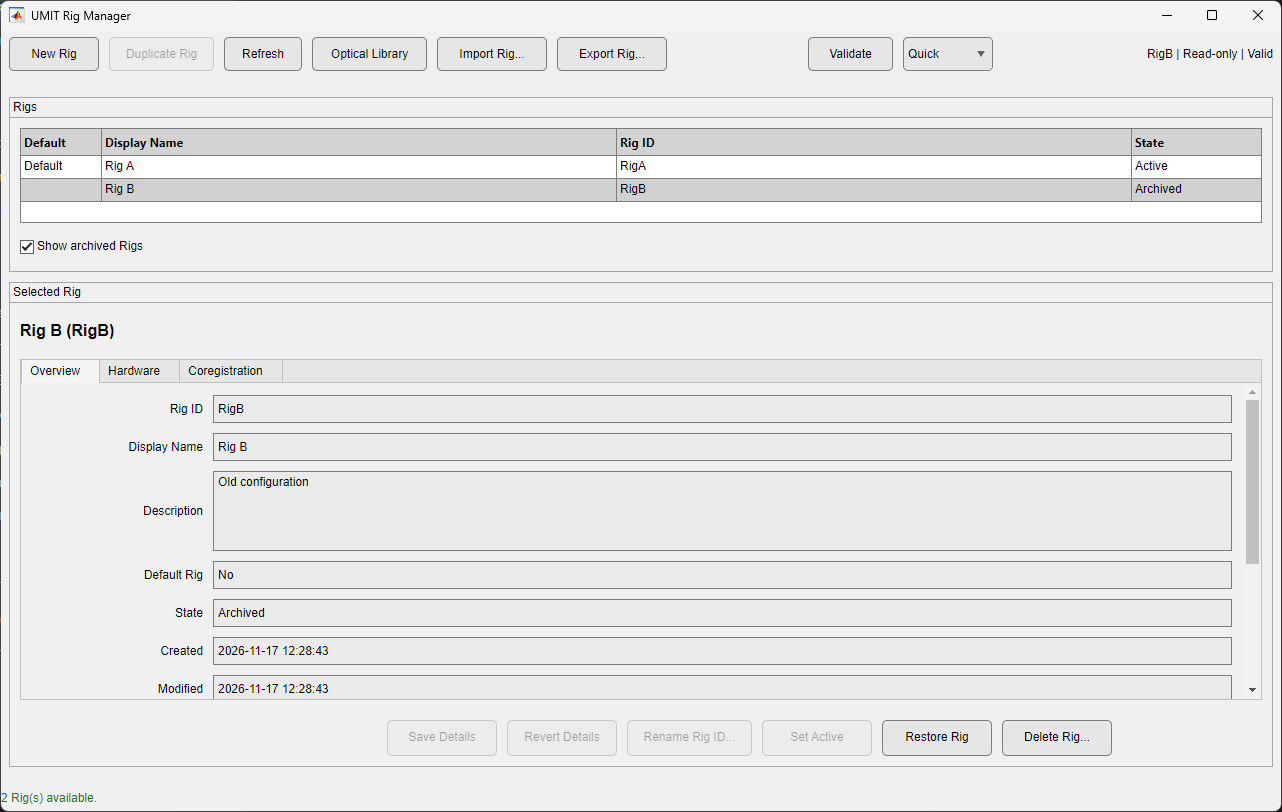 UMIT Rig Manager
New Rig Duplicate Rig Refresh Optical Library Import Rig... Export Rig... Validate Quick RigB | Read-only | Valid
Rigs
Default Display Name Rig ID State
Default Rig A RigA Active
Rig B RigB Archived
Show archived Rigs
Selected Rig
Rig B (RigB)
Overview Hardware Coregistration
Rig ID RigB
Display Name Rig B
Description Old configuration
Default Rig No
State Archived
Created 2026-11-17 12:28:43
Modified 2026-11-17 12:28:43
Save Details Revert Details Rename Rig ID... Set Active Restore Rig Delete Rig...
2 Rig(s) available.